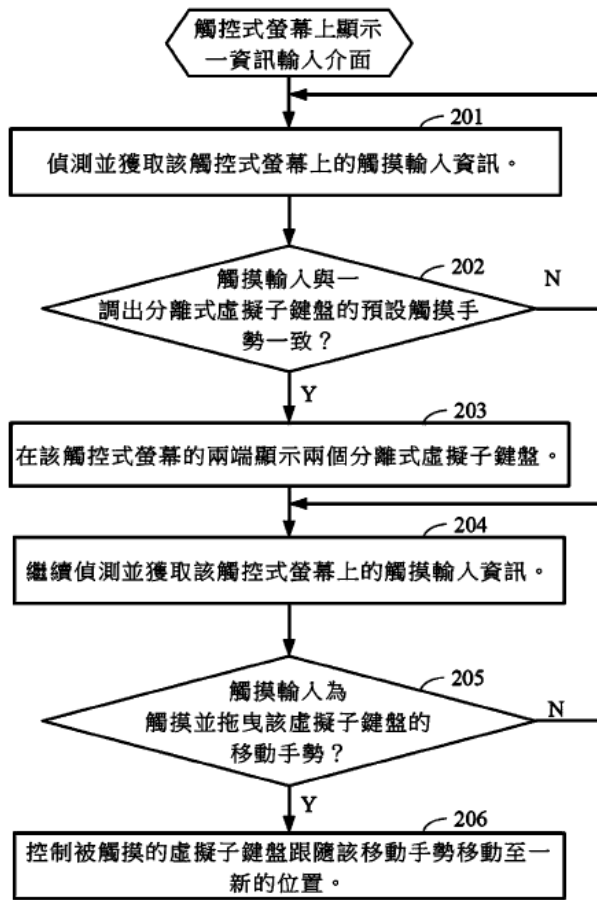 觸控式螢幕上顯示
一資訊輸入介面
201
偵測並獲取該觸控式螢幕上的觸摸輸入資訊。
202
觸摸輸入與一
調出分離式虛擬子鍵盤的預設觸摸手
勢一致？
N
Y
203
在該觸控式螢幕的兩端顯示兩個分離式虛擬子鍵盤。
204
繼續偵測並獲取該觸控式螢幕上的觸摸輸入資訊。
205
觸摸輸入為
觸摸並拖曳該虛擬子鍵盤的
移動手勢？
N
Y
206
控制被觸摸的虛擬子鍵盤跟隨該移動手勢移動至一
新的位置。